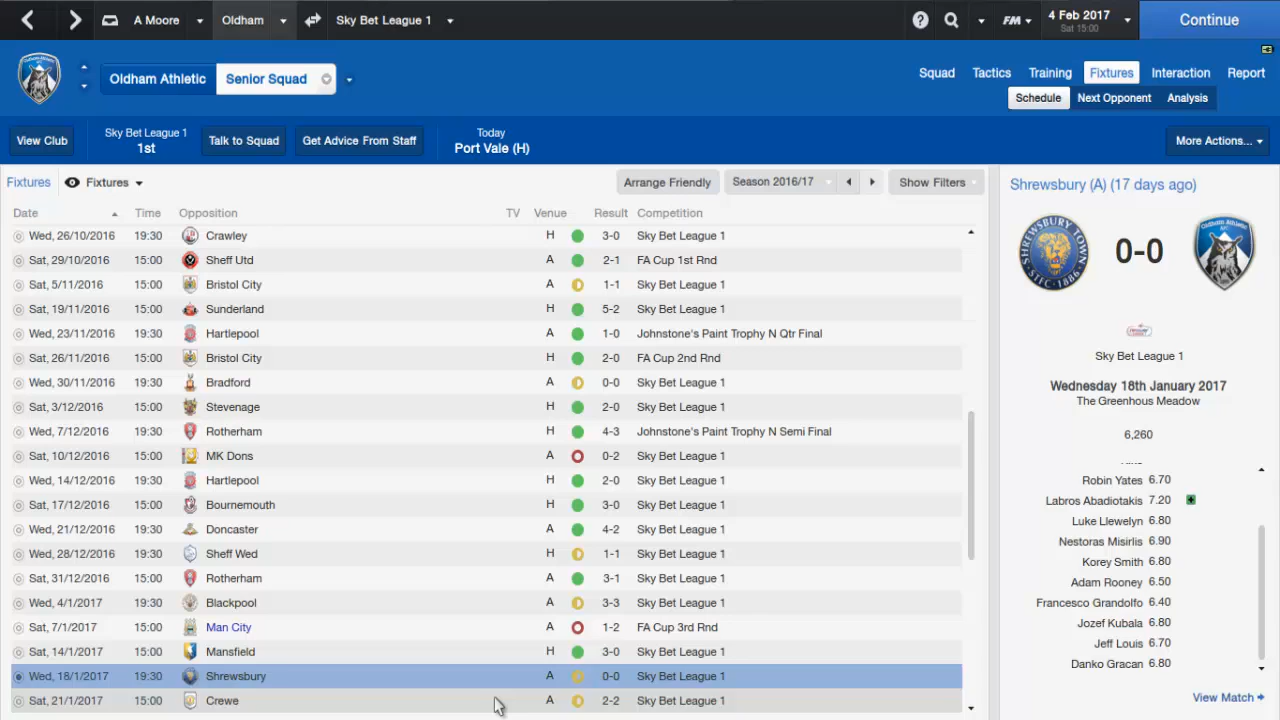 A Moore Oldham Sky Bet League 1 FM 4 Feb 2017 Continue
Sat 15:00
Oldham Athletic Senior Squad Squad Tactics Training Fixtures Interaction Report
Schedule Next Opponent Analysis
View Club Sky Bet League 1 Talk to Squad Get Advice From Staff Today More Actions...
1st Port Vale (H)
Fixtures Fixtures Arrange Friendly Season 2016/17 Show Filters
Date Time Opposition TV Venue Result Competition
Wed, 26/10/2016 19:30 Crawley H 3-0 Sky Bet League 1
Sat, 29/10/2016 15:00 Sheff Utd A 2-1 FA Cup 1st Rnd
Sat, 5/11/2016 15:00 Bristol City A 1-1 Sky Bet League 1
Sat, 19/11/2016 15:00 Sunderland H 5-2 Sky Bet League 1
Wed, 23/11/2016 19:30 Hartlepool A 1-0 Johnstone's Paint Trophy N Qtr Final
Sat, 26/11/2016 15:00 Bristol City H 2-0 FA Cup 2nd Rnd
Wed, 30/11/2016 19:30 Bradford A 0-0 Sky Bet League 1
Sat, 3/12/2016 15:00 Stevenage H 2-0 Sky Bet League 1
Wed, 7/12/2016 19:30 Rotherham H 4-3 Johnstone's Paint Trophy N Semi Final
Sat, 10/12/2016 15:00 MK Dons A 0-2 Sky Bet League 1
Wed, 14/12/2016 19:30 Hartlepool H 2-0 Sky Bet League 1
Sat, 17/12/2016 15:00 Bournemouth H 3-0 Sky Bet League 1
Wed, 21/12/2016 19:30 Doncaster A 4-2 Sky Bet League 1
Wed, 28/12/2016 19:30 Sheff Wed H 1-1 Sky Bet League 1
Sat, 31/12/2016 15:00 Rotherham A 3-1 Sky Bet League 1
Wed, 4/1/2017 19:30 Blackpool A 3-3 Sky Bet League 1
Sat, 7/1/2017 15:00 Man City A 1-2 FA Cup 3rd Rnd
Sat, 14/1/2017 15:00 Mansfield H 3-0 Sky Bet League 1
Wed, 18/1/2017 19:30 Shrewsbury A 0-0 Sky Bet League 1
Sat, 21/1/2017 15:00 Crewe A 2-2 Sky Bet League 1
Shrewsbury (A) (17 days ago)
SHREWSBURY TOWN
0-0
Sky Bet League 1
Wednesday 18th January 2017
The Greenhous Meadow
6,260
Robin Yates 6.70
Labros Abadiotakis 7.20
Luke Llewelyn 6.80
Nestoras Misirlis 6.90
Korey Smith 6.80
Adam Rooney 6.50
Francesco Grandolfo 6.40
Jozef Kubala 6.80
Jeff Louis 6.70
Danko Gracan 6.80
View Match